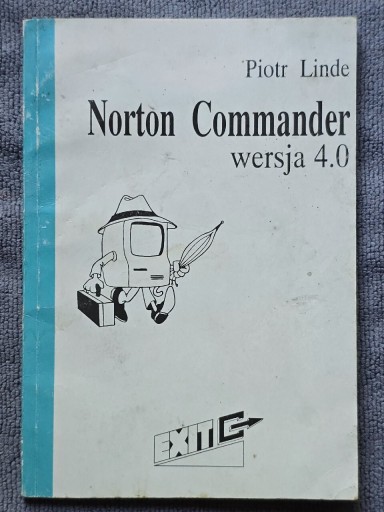 Piotr Linde
Norton Commander
wersja 4.0
EXIT